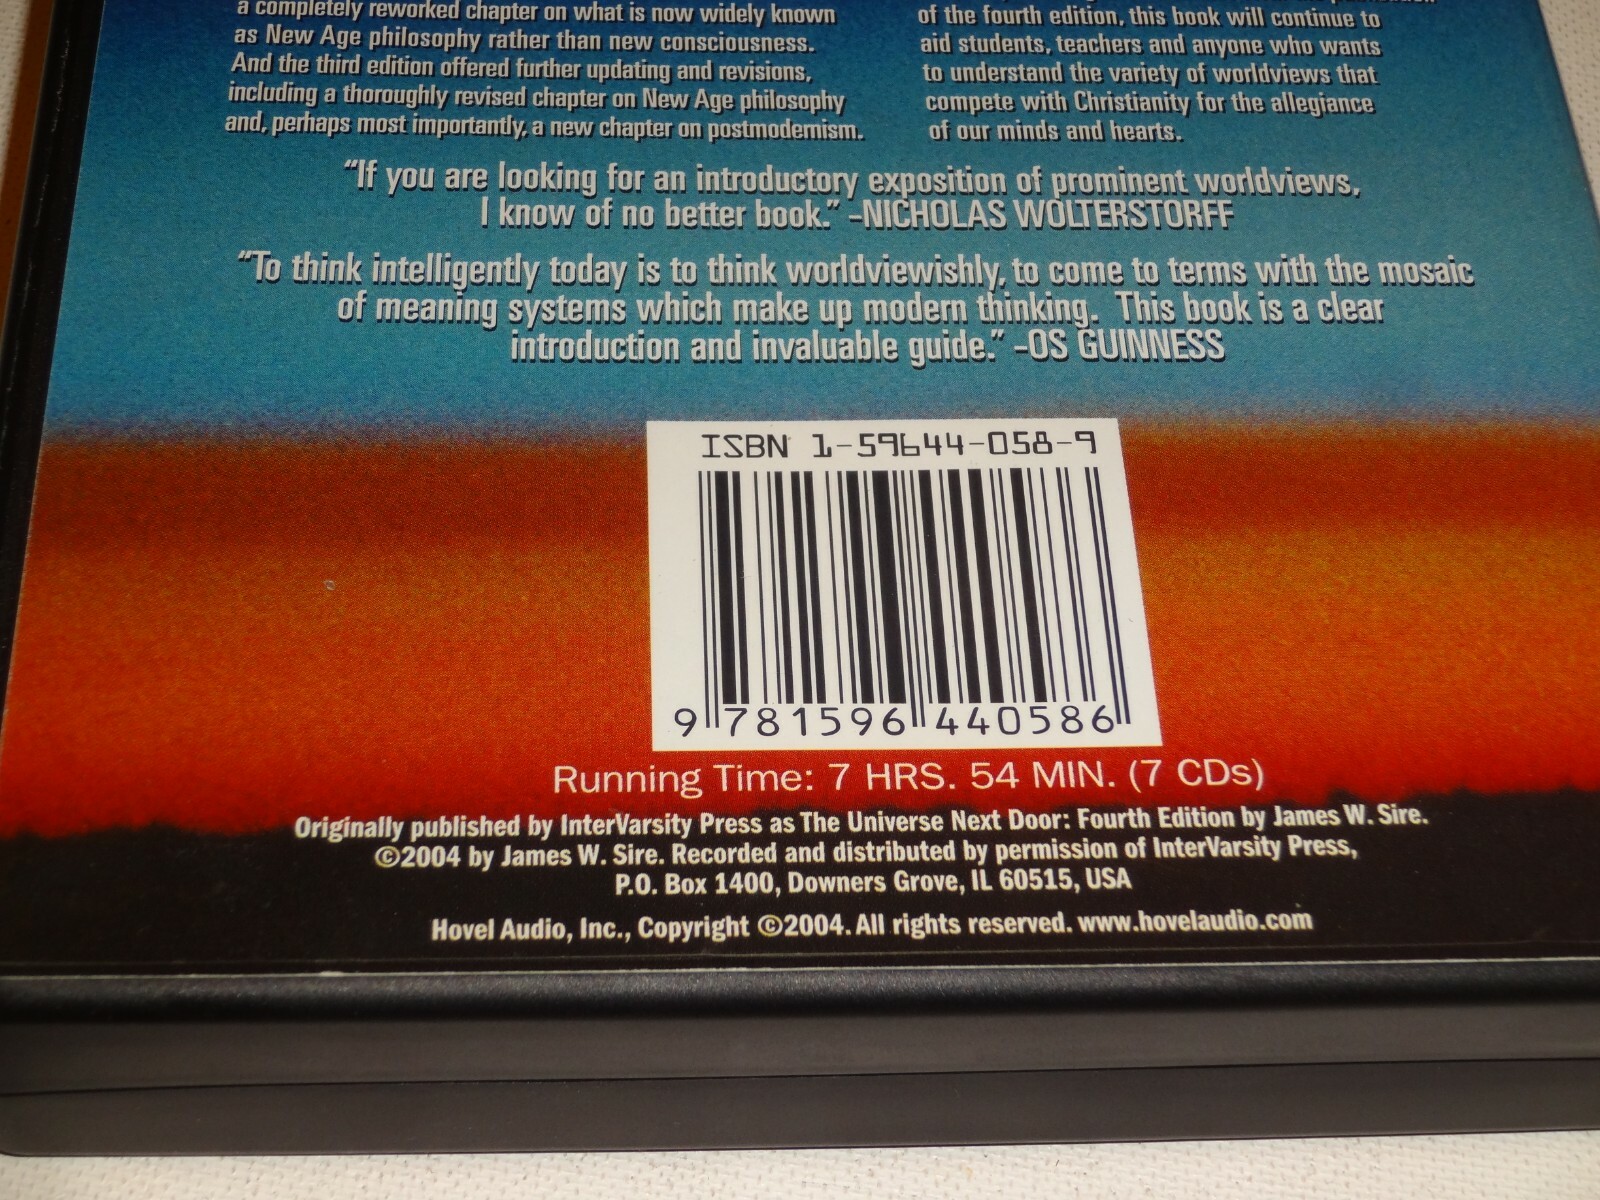 a completely reworked chapter on what is now widely known
as New Age philosophy rather than new consciousness.
And the third edition offered further updating and revisions,
including a thoroughly revised chapter on New Age philosophy
and, perhaps most importantly, a new chapter on postmodernism.
of the fourth edition, this book will continue to
aid students, teachers and anyone who wants
to understand the variety of worldviews that
compete with Christianity for the allegiance
of our minds and hearts.
“If you are looking for an introductory exposition of prominent worldviews,
I know of no better book.” –NICHOLAS WOLTERSTORFF
“To think intelligently today is to think worldviewishly, to come to terms with the mosaic
of meaning systems which make up modern thinking. This book is a clear
introduction and invaluable guide.” –OS GUINNESS
ISBN 1-59644-058-9
9 781596 440586
Running Time: 7 HRS. 54 MIN. (7 CDs)
Originally published by InterVarsity Press as The Universe Next Door: Fourth Edition by James W. Sire.
©2004 by James W. Sire. Recorded and distributed by permission of InterVarsity Press,
P.O. Box 1400, Downers Grove, IL 60515, USA
Hovel Audio, Inc., Copyright ©2004. All rights reserved. www.hovelaudio.com